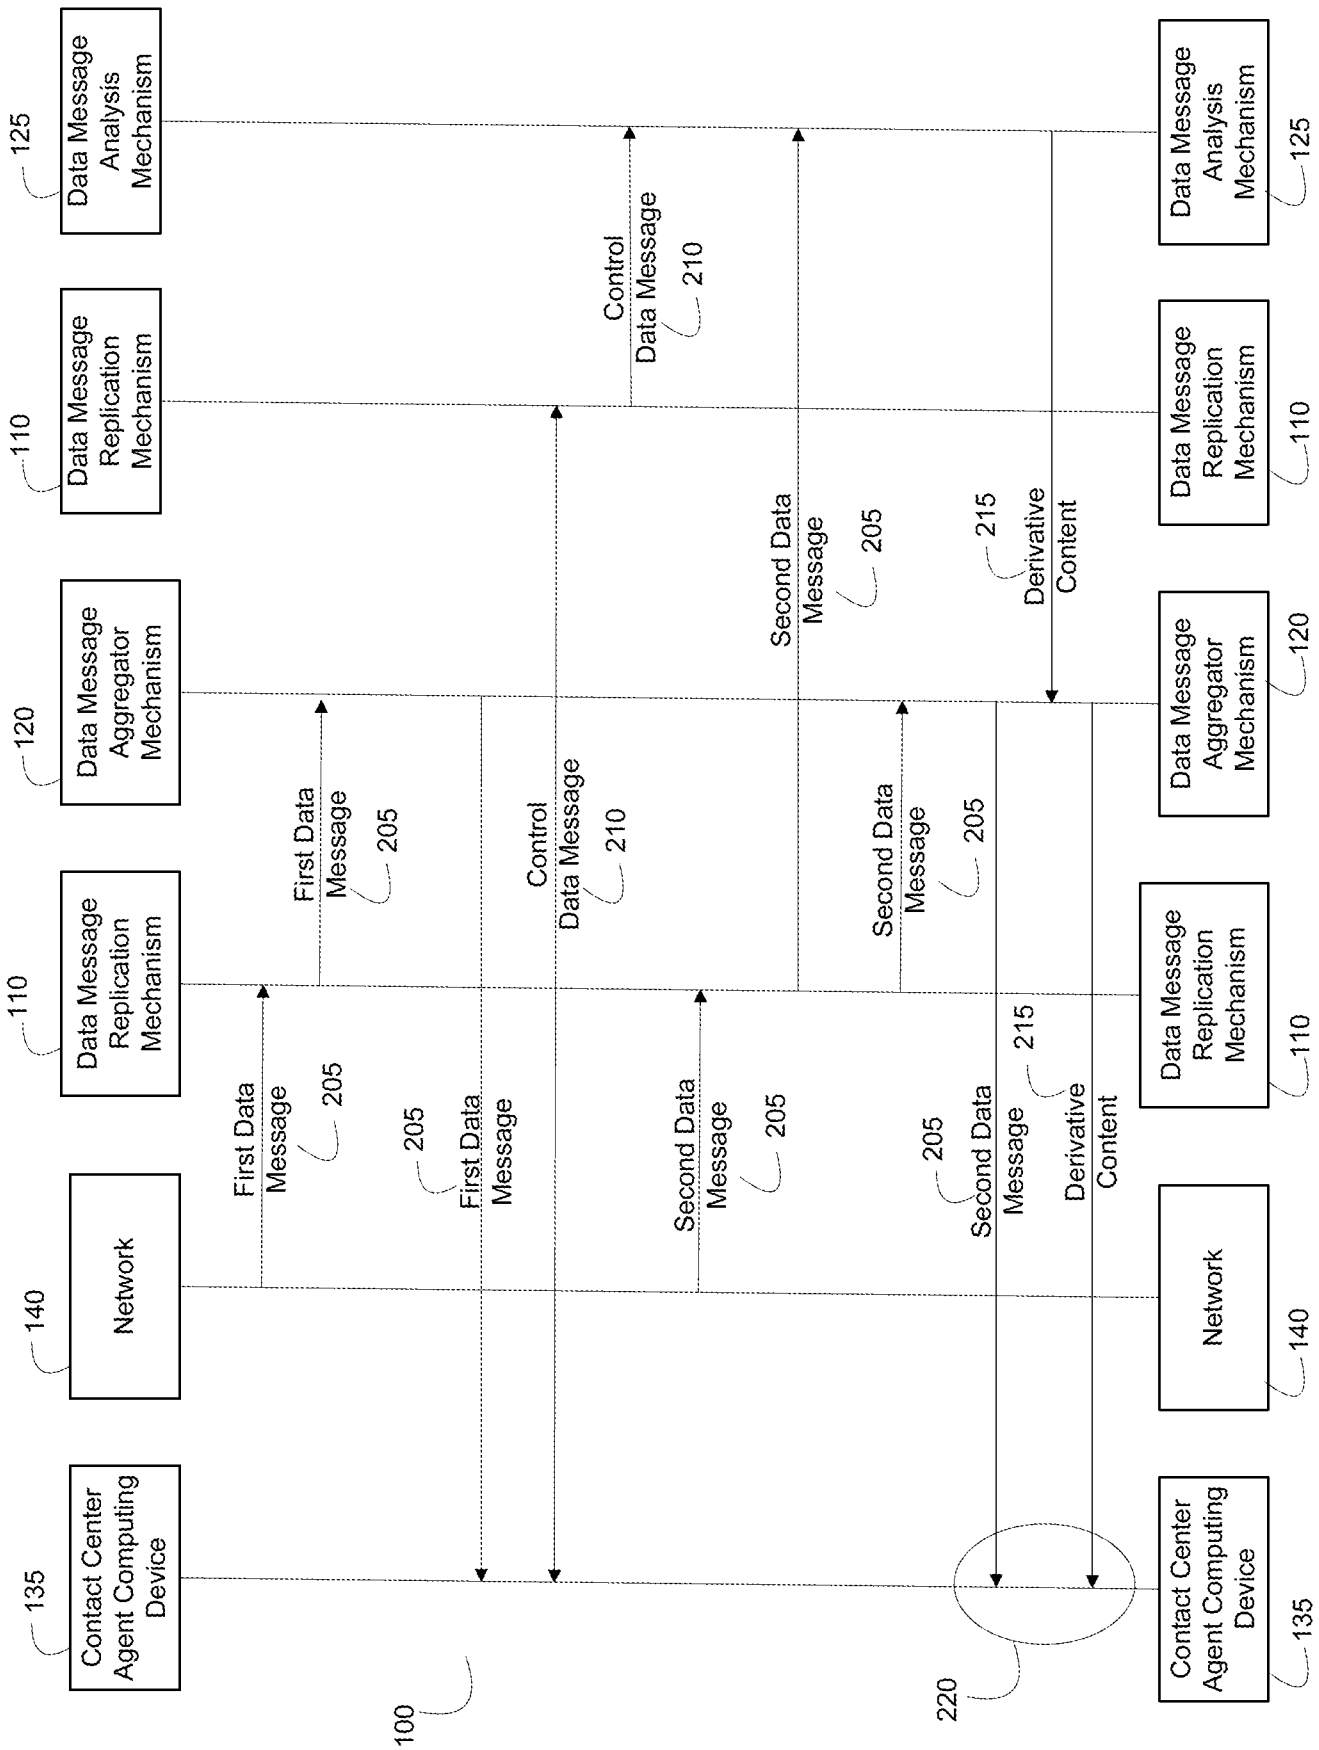 135
140
110
120
110
125
Contact Center
Agent Computing
Device
Network
Data Message
Replication
Mechanism
Data Message
Aggregator
Mechanism
Data Message
Replication
Mechanism
Data Message
Analysis
Mechanism
First Data
Message
205
First Data
Message
205
100
205
First Data
Message
Control
Data Message
210
Control
Data Message
210
Second Data
Message
205
Second Data
Message
205
Second Data
Message
205
205
Second Data
Message
215
Derivative
Content
215
Derivative
Content
220
Contact Center
Agent Computing
Device
Network
Data Message
Replication
Mechanism
Data Message
Aggregator
Mechanism
Data Message
Replication
Mechanism
Data Message
Analysis
Mechanism
135
140
110
120
110
125